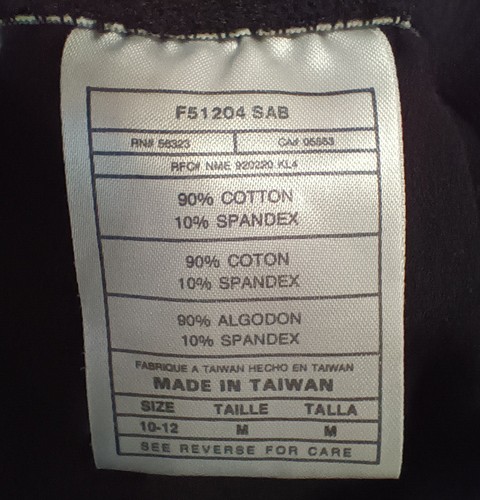 F51204 SAB
RN# 56323 CA# 05553
RFC# NME 920220 KL4
90% COTTON
10% SPANDEX
90% COTON
10% SPANDEX
90% ALGODON
10% SPANDEX
FABRIQUE A TAIWAN HECHO EN TAIWAN
MADE IN TAIWAN
SIZE TAILLE TALLA
10-12 M M
SEE REVERSE FOR CARE